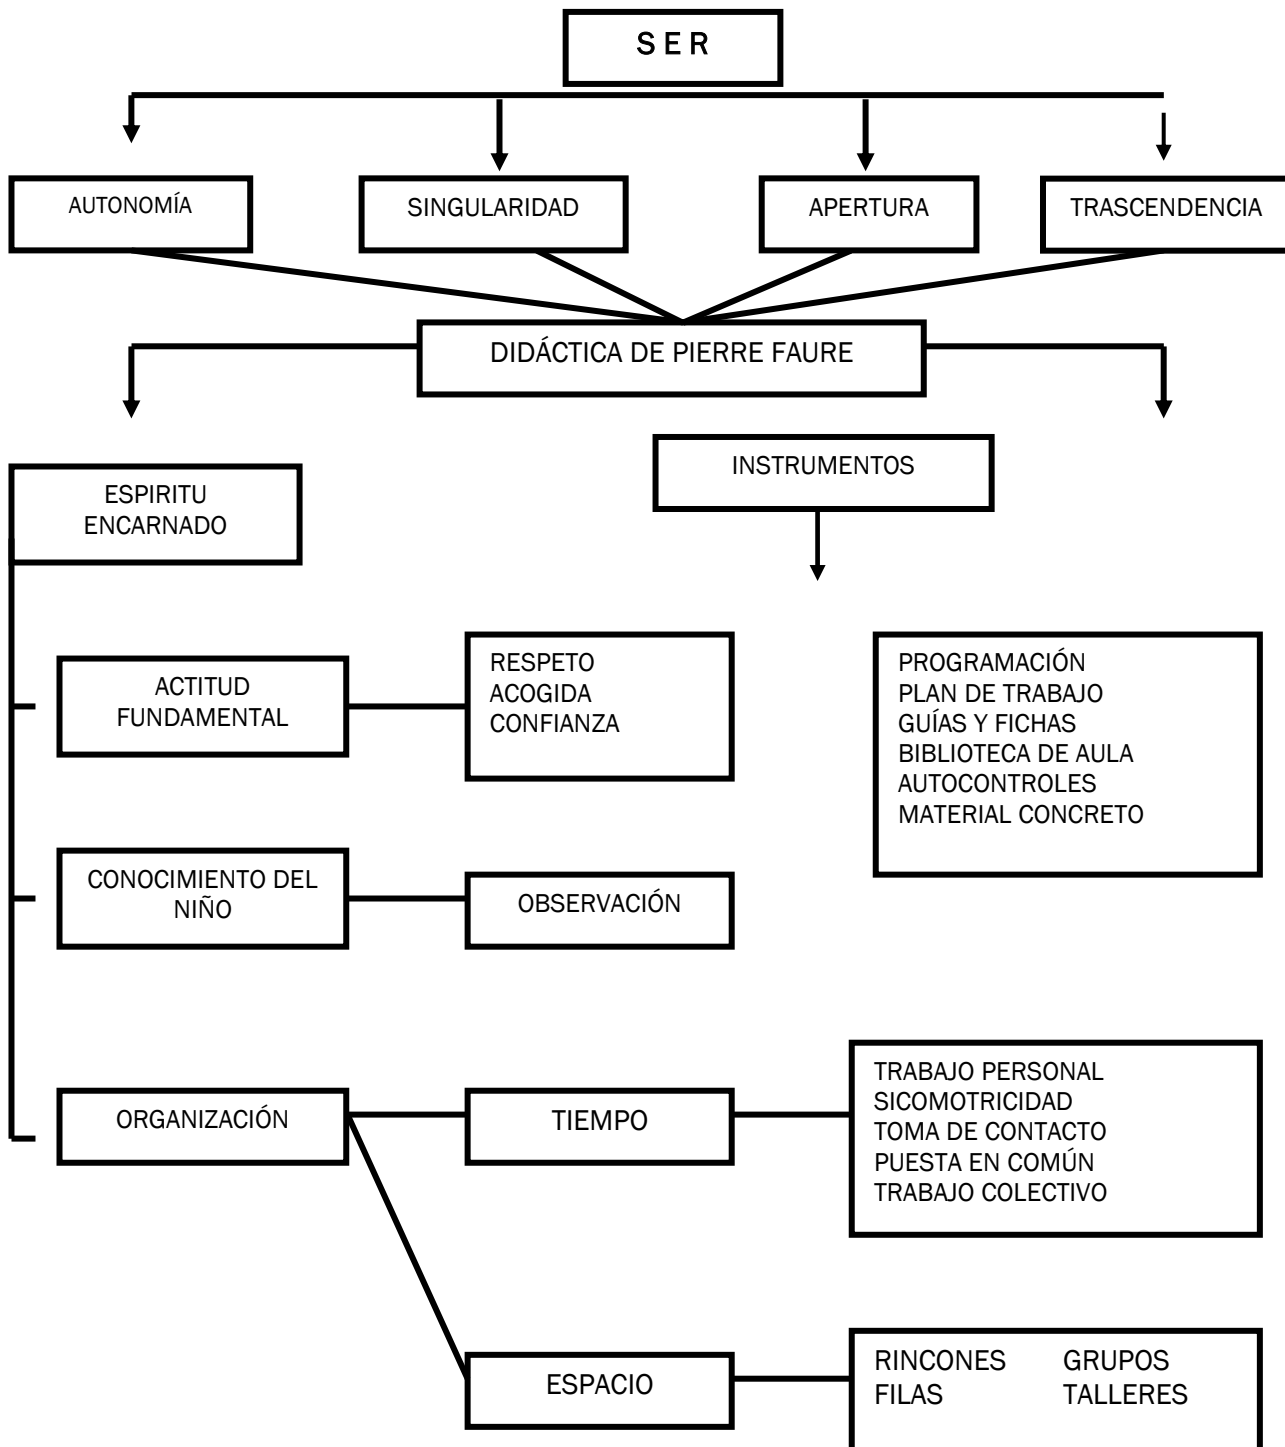 S E R
AUTONOMÍA
SINGULARIDAD
APERTURA
TRASCENDENCIA
DIDÁCTICA DE PIERRE FAURE
ESPIRITU
ENCARNADO
INSTRUMENTOS
ACTITUD
FUNDAMENTAL
RESPETO
ACOGIDA
CONFIANZA
PROGRAMACIÓN
PLAN DE TRABAJO
GUÍAS Y FICHAS
BIBLIOTECA DE AULA
AUTOCONTROLES
MATERIAL CONCRETO
CONOCIMIENTO DEL
NIÑO
OBSERVACIÓN
ORGANIZACIÓN
TIEMPO
TRABAJO PERSONAL
SICOMOTRICIDAD
TOMA DE CONTACTO
PUESTA EN COMÚN
TRABAJO COLECTIVO
ESPACIO
RINCONES GRUPOS
FILAS TALLERES